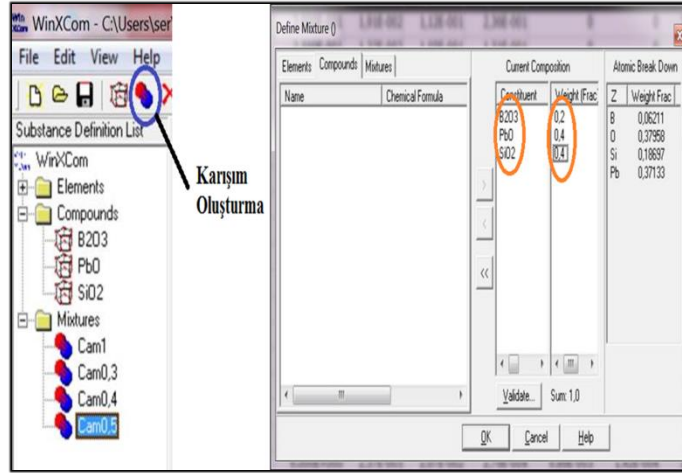 WinXCom - C:\Users\ser
File Edit View Help
Substance Definition List
WinXCom
Elements
Compounds
B2O3
PbO
SiO2
Mixtures
Cam1
Cam0,3
Cam0,4
Cam0,5
Karışım
Oluşturma
Define Mixture ()
Elements Compounds Mixtures
Name Chemical Formula
Current Composition
Constituent Weight (Frac
B2O3 0,2
PbO 0,4
SiO2 0,4
Atomic Break Down
Z Weight Frac
B 0,06211
O 0,37958
Si 0,18697
Pb 0,37133
>
<
<<
Validate... Sum: 1,0
OK Cancel Help